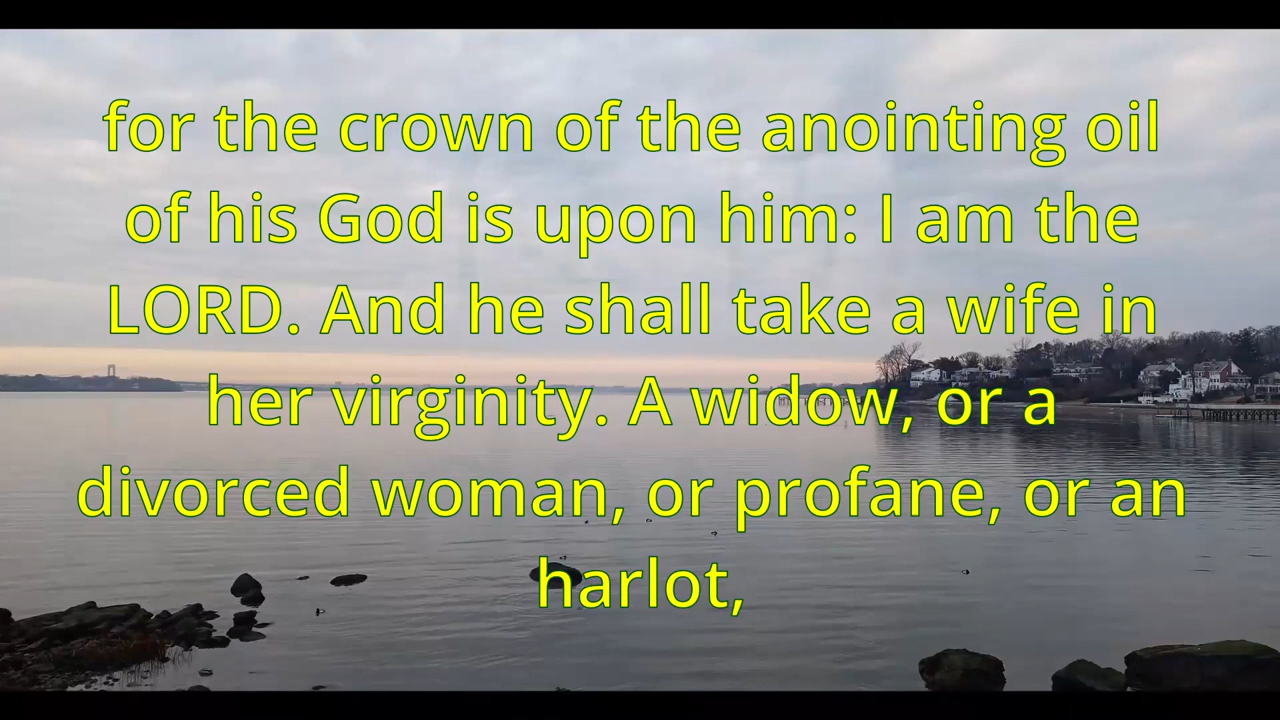 for the crown of the anointing oil
of his God is upon him: I am the
LORD. And he shall take a wife in
her virginity. A widow, or a
divorced woman, or profane, or an
harlot,